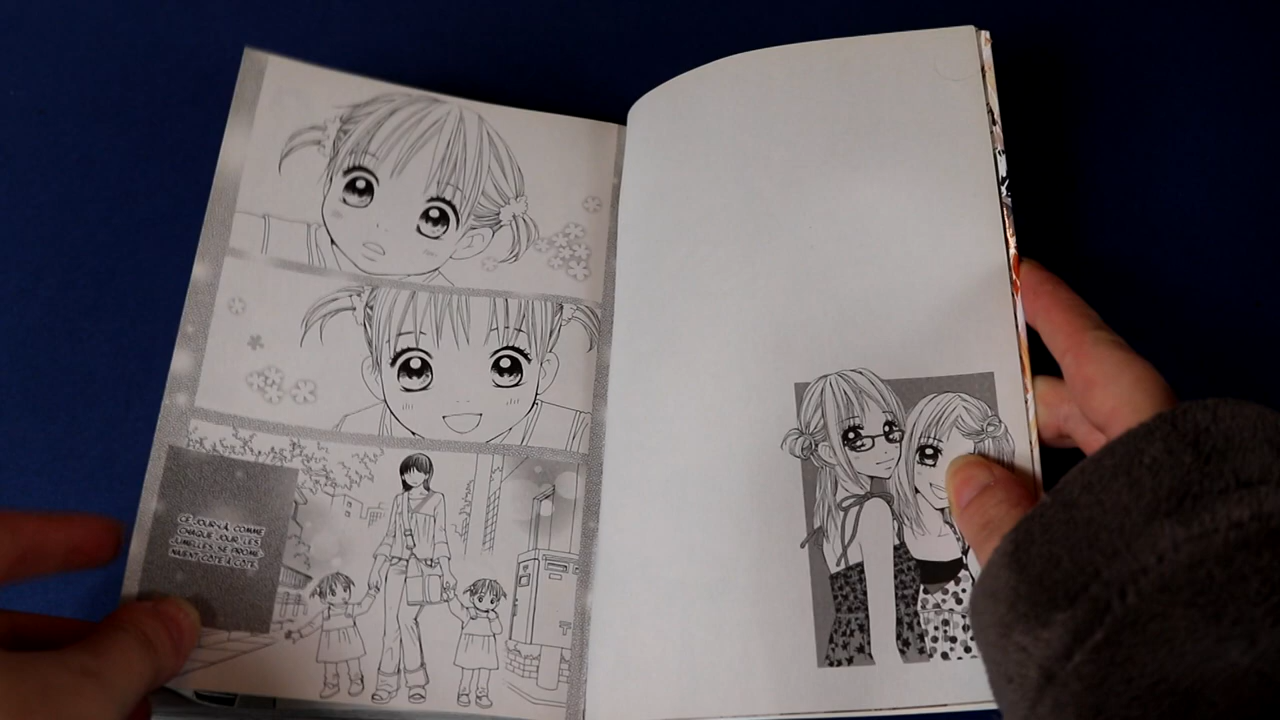 CE JOUR-LÀ, COMME
CHAQUE JOUR, LES
JUMELLES SE PROME-
NAIENT CÔTE À CÔTE.